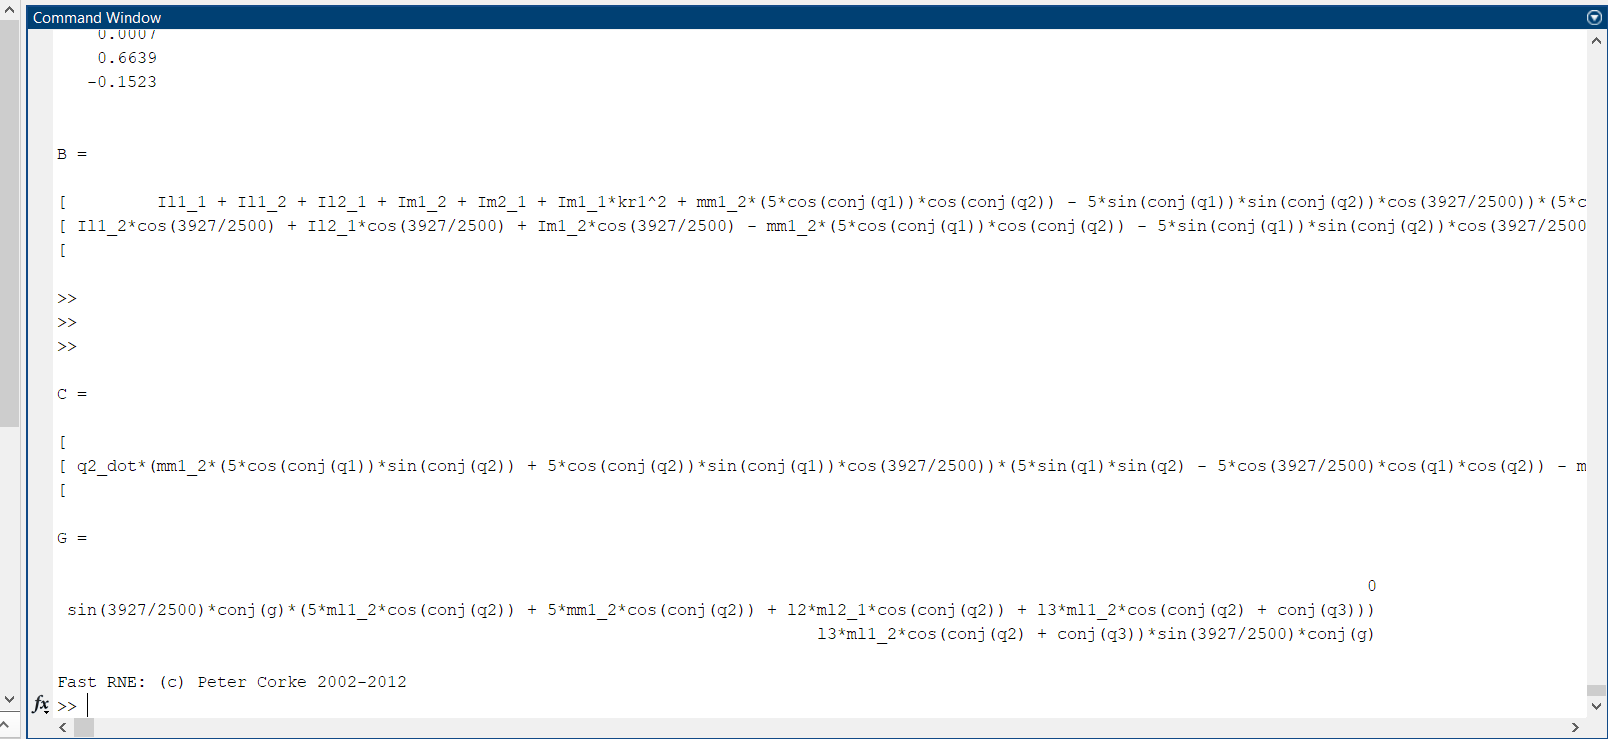 Command Window
0.0007
0.6639
-0.1523
B =
[ Il1_1 + Il1_2 + Il2_1 + Im1_2 + Im2_1 + Im1_1*kr1^2 + mm1_2*(5*cos(conj(q1))*cos(conj(q2)) - 5*sin(conj(q1))*sin(conj(q2))*cos(3927/2500))*(5*c
[ Il1_2*cos(3927/2500) + Il2_1*cos(3927/2500) + Im1_2*cos(3927/2500) - mm1_2*(5*cos(conj(q1))*cos(conj(q2)) - 5*sin(conj(q1))*sin(conj(q2))*cos(3927/2500
[
>>
>>
>>
C =
[
[ q2_dot*(mm1_2*(5*cos(conj(q1))*sin(conj(q2)) + 5*cos(conj(q2))*sin(conj(q1))*cos(3927/2500))*(5*sin(q1)*sin(q2) - 5*cos(3927/2500)*cos(q1)*cos(q2)) - m
[
G =
0
sin(3927/2500)*conj(g)*(5*ml1_2*cos(conj(q2)) + 5*mm1_2*cos(conj(q2)) + l2*ml2_1*cos(conj(q2)) + l3*ml1_2*cos(conj(q2) + conj(q3)))
l3*ml1_2*cos(conj(q2) + conj(q3))*sin(3927/2500)*conj(g)
Fast RNE: (c) Peter Corke 2002-2012
fx >>